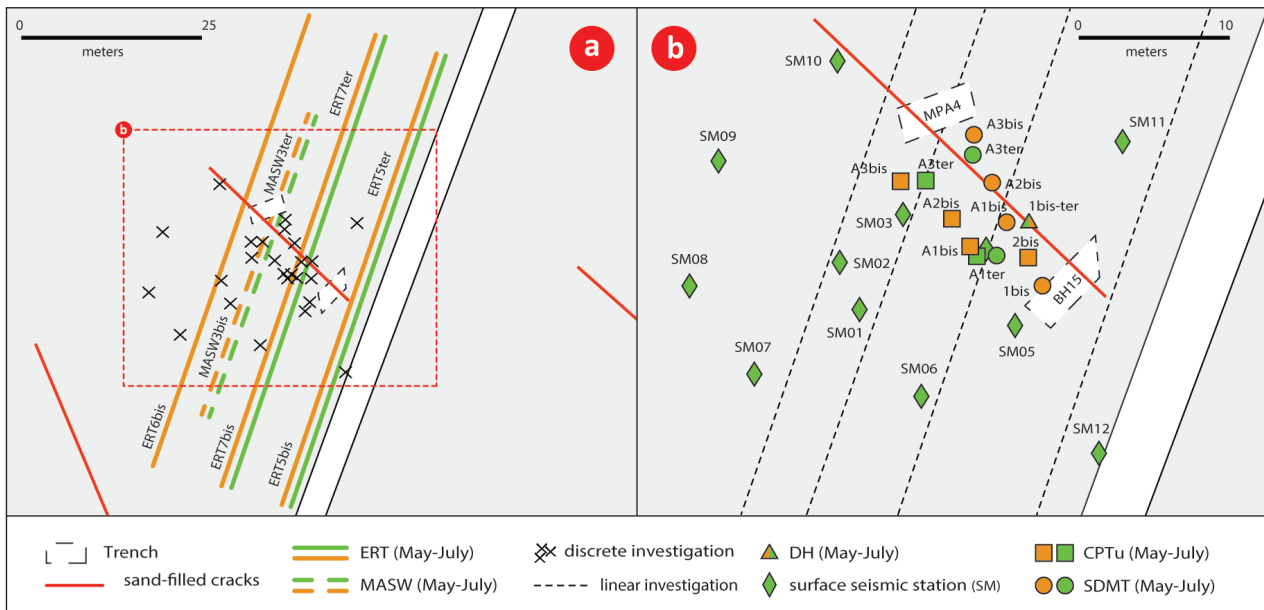 0
25
meters
a
b
ERT7ter
MASW3ter
ERT5ter
MASW3bis
ERT6bis
ERT7bis
ERT5bis
b
0
10
meters
SM10
MPA4
SM09
A3bis
SM11
A3ter
A3ter
A3bis
A2bis
A2bis
A1bis
1bis-ter
SM03
A1bis
2bis
SM02
A1ter
SM08
1bis
BH15
SM01
SM05
SM07
SM06
SM12
Trench
ERT (May-July)
discrete investigation
DH (May-July)
CPTu (May-July)
sand-filled cracks
MASW (May-July)
linear investigation
surface seismic station (SM)
SDMT (May-July)